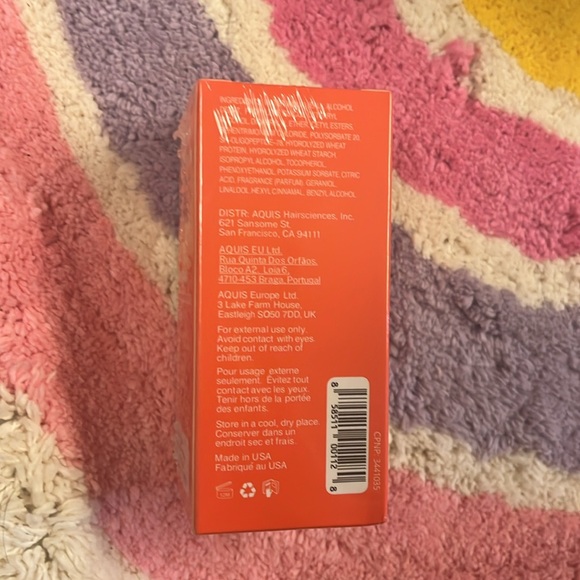 ALCOHOL
ETHER, CETYL ESTERS,
POLYSORBATE 20,
HYDROLYZED WHEAT
PROTEIN, HYDROLYZED WHEAT STARCH,
ISOPROPYL ALCOHOL, TOCOPHEROL,
PHENOXYETHANOL, POTASSIUM SORBATE, CITRIC
ACID, FRAGRANCE (PARFUM), GERANIOL,
LINALOOL, HEXYL CINNAMAL, BENZYL ALCOHOL
DISTR: AQUIS Hairsciences, Inc.
621 Sansome St.
San Francisco, CA 94111
AQUIS EU Ltd.
Rua Quinta Dos Orfãos,
Bloco A2, Loja 6,
4710-453 Braga, Portugal
AQUIS Europe Ltd.
3 Lake Farm House,
Eastleigh SO50 7DD, UK
For external use only.
Avoid contact with eyes.
Keep out of reach of
children.
Pour usage externe
seulement. Évitez tout
contact avec les yeux.
Tenir hors de la portée
des enfants.
Store in a cool, dry place.
Conserver dans un
endroit sec et frais.
Made in USA
Fabriqué au USA
8 58511 00112 8
CPNP 3441035